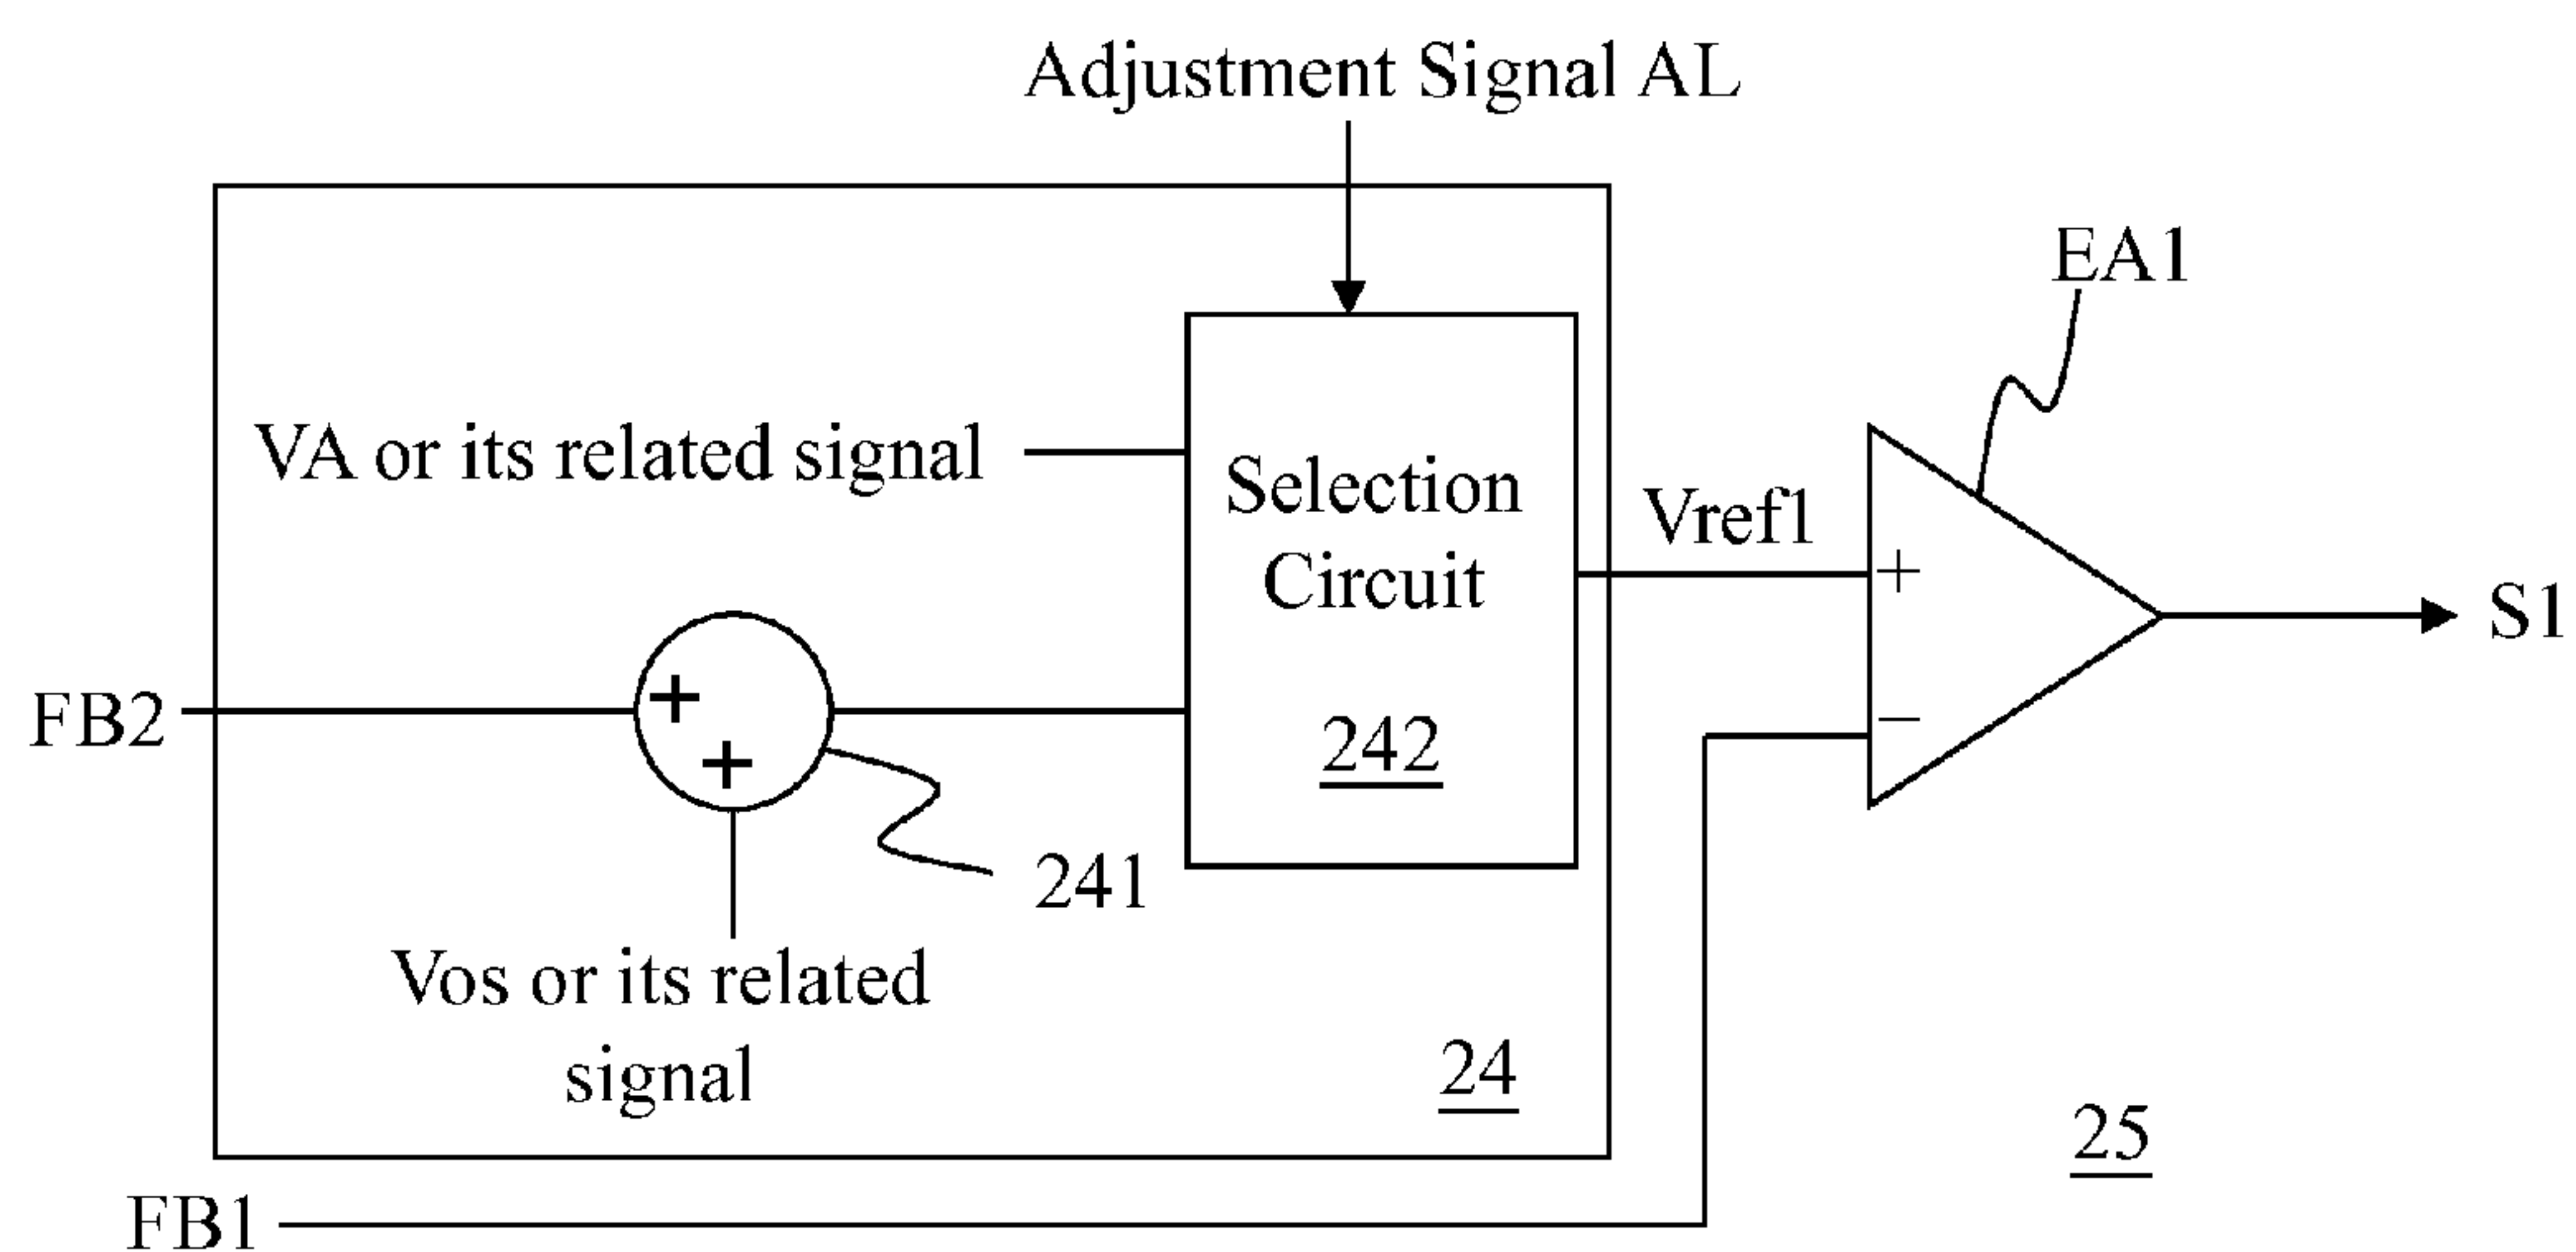 Adjustment Signal AL
EA1
VA or its related signal
Selection
Circuit
242
Vref1
+
−
S1
FB2
+
+
241
Vos or its related
signal
24
25
FB1